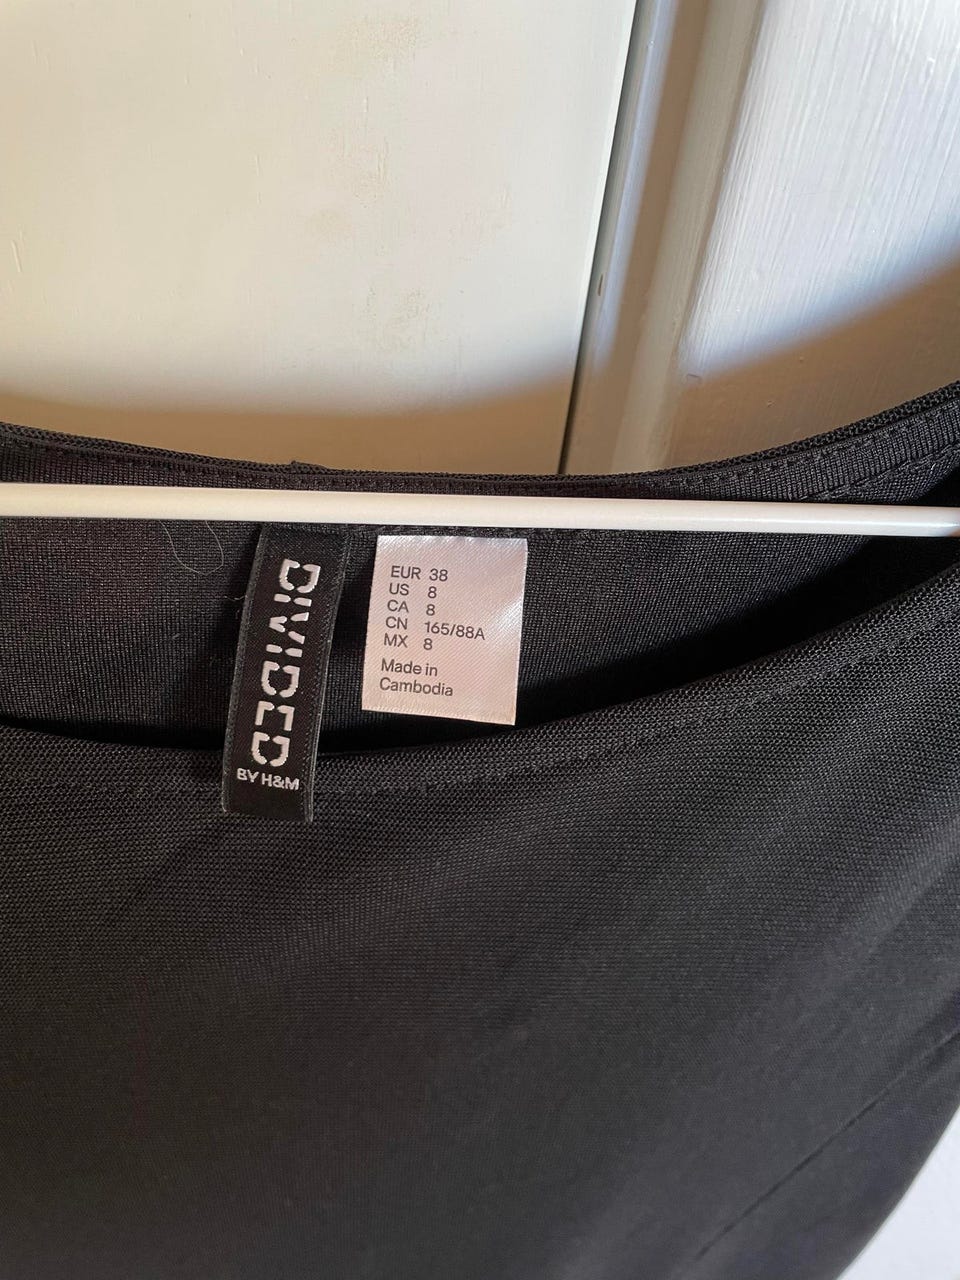 DIVIDED
BY H&M
EUR 38
US 8
CA 8
CN 165/88A
MX 8
Made in
Cambodia